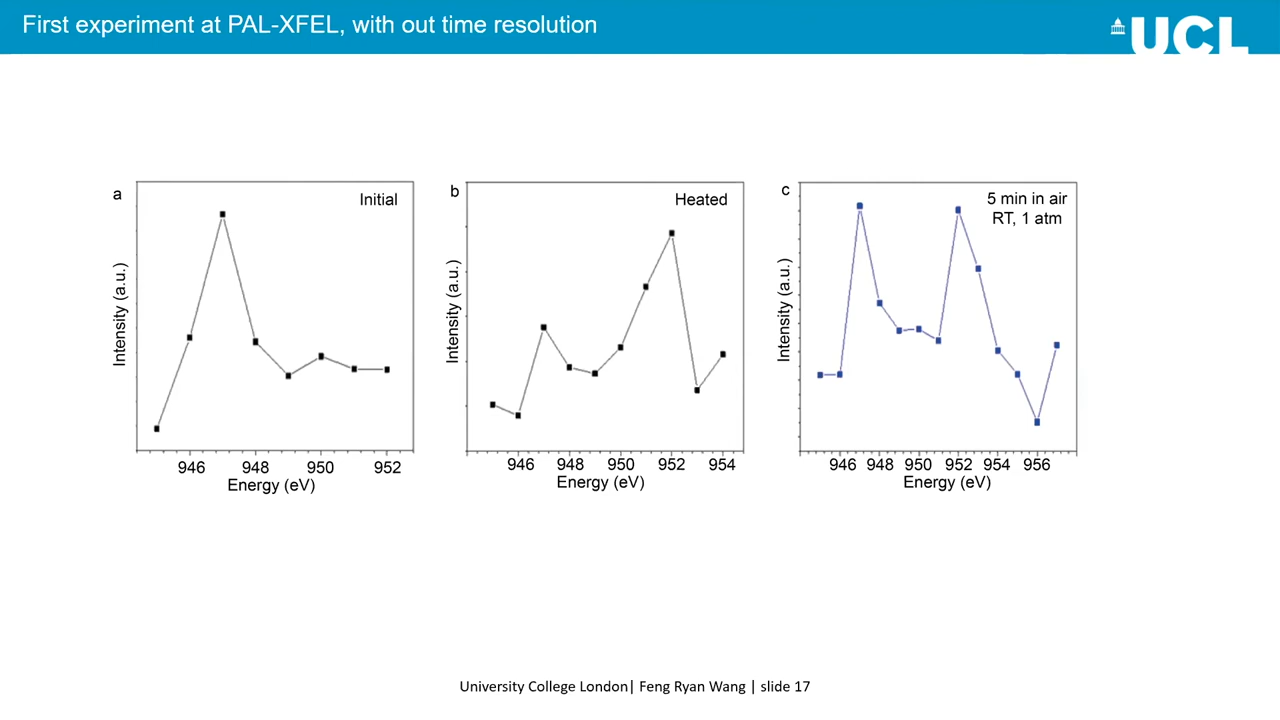 First experiment at PAL-XFEL, with out time resolution
UCL
a
Initial
Intensity (a.u.)
946 948 950 952
Energy (eV)
b
Heated
Intensity (a.u.)
946 948 950 952 954
Energy (eV)
c
5 min in air
RT, 1 atm
Intensity (a.u.)
946 948 950 952 954 956
Energy (eV)
University College London| Feng Ryan Wang | slide 17